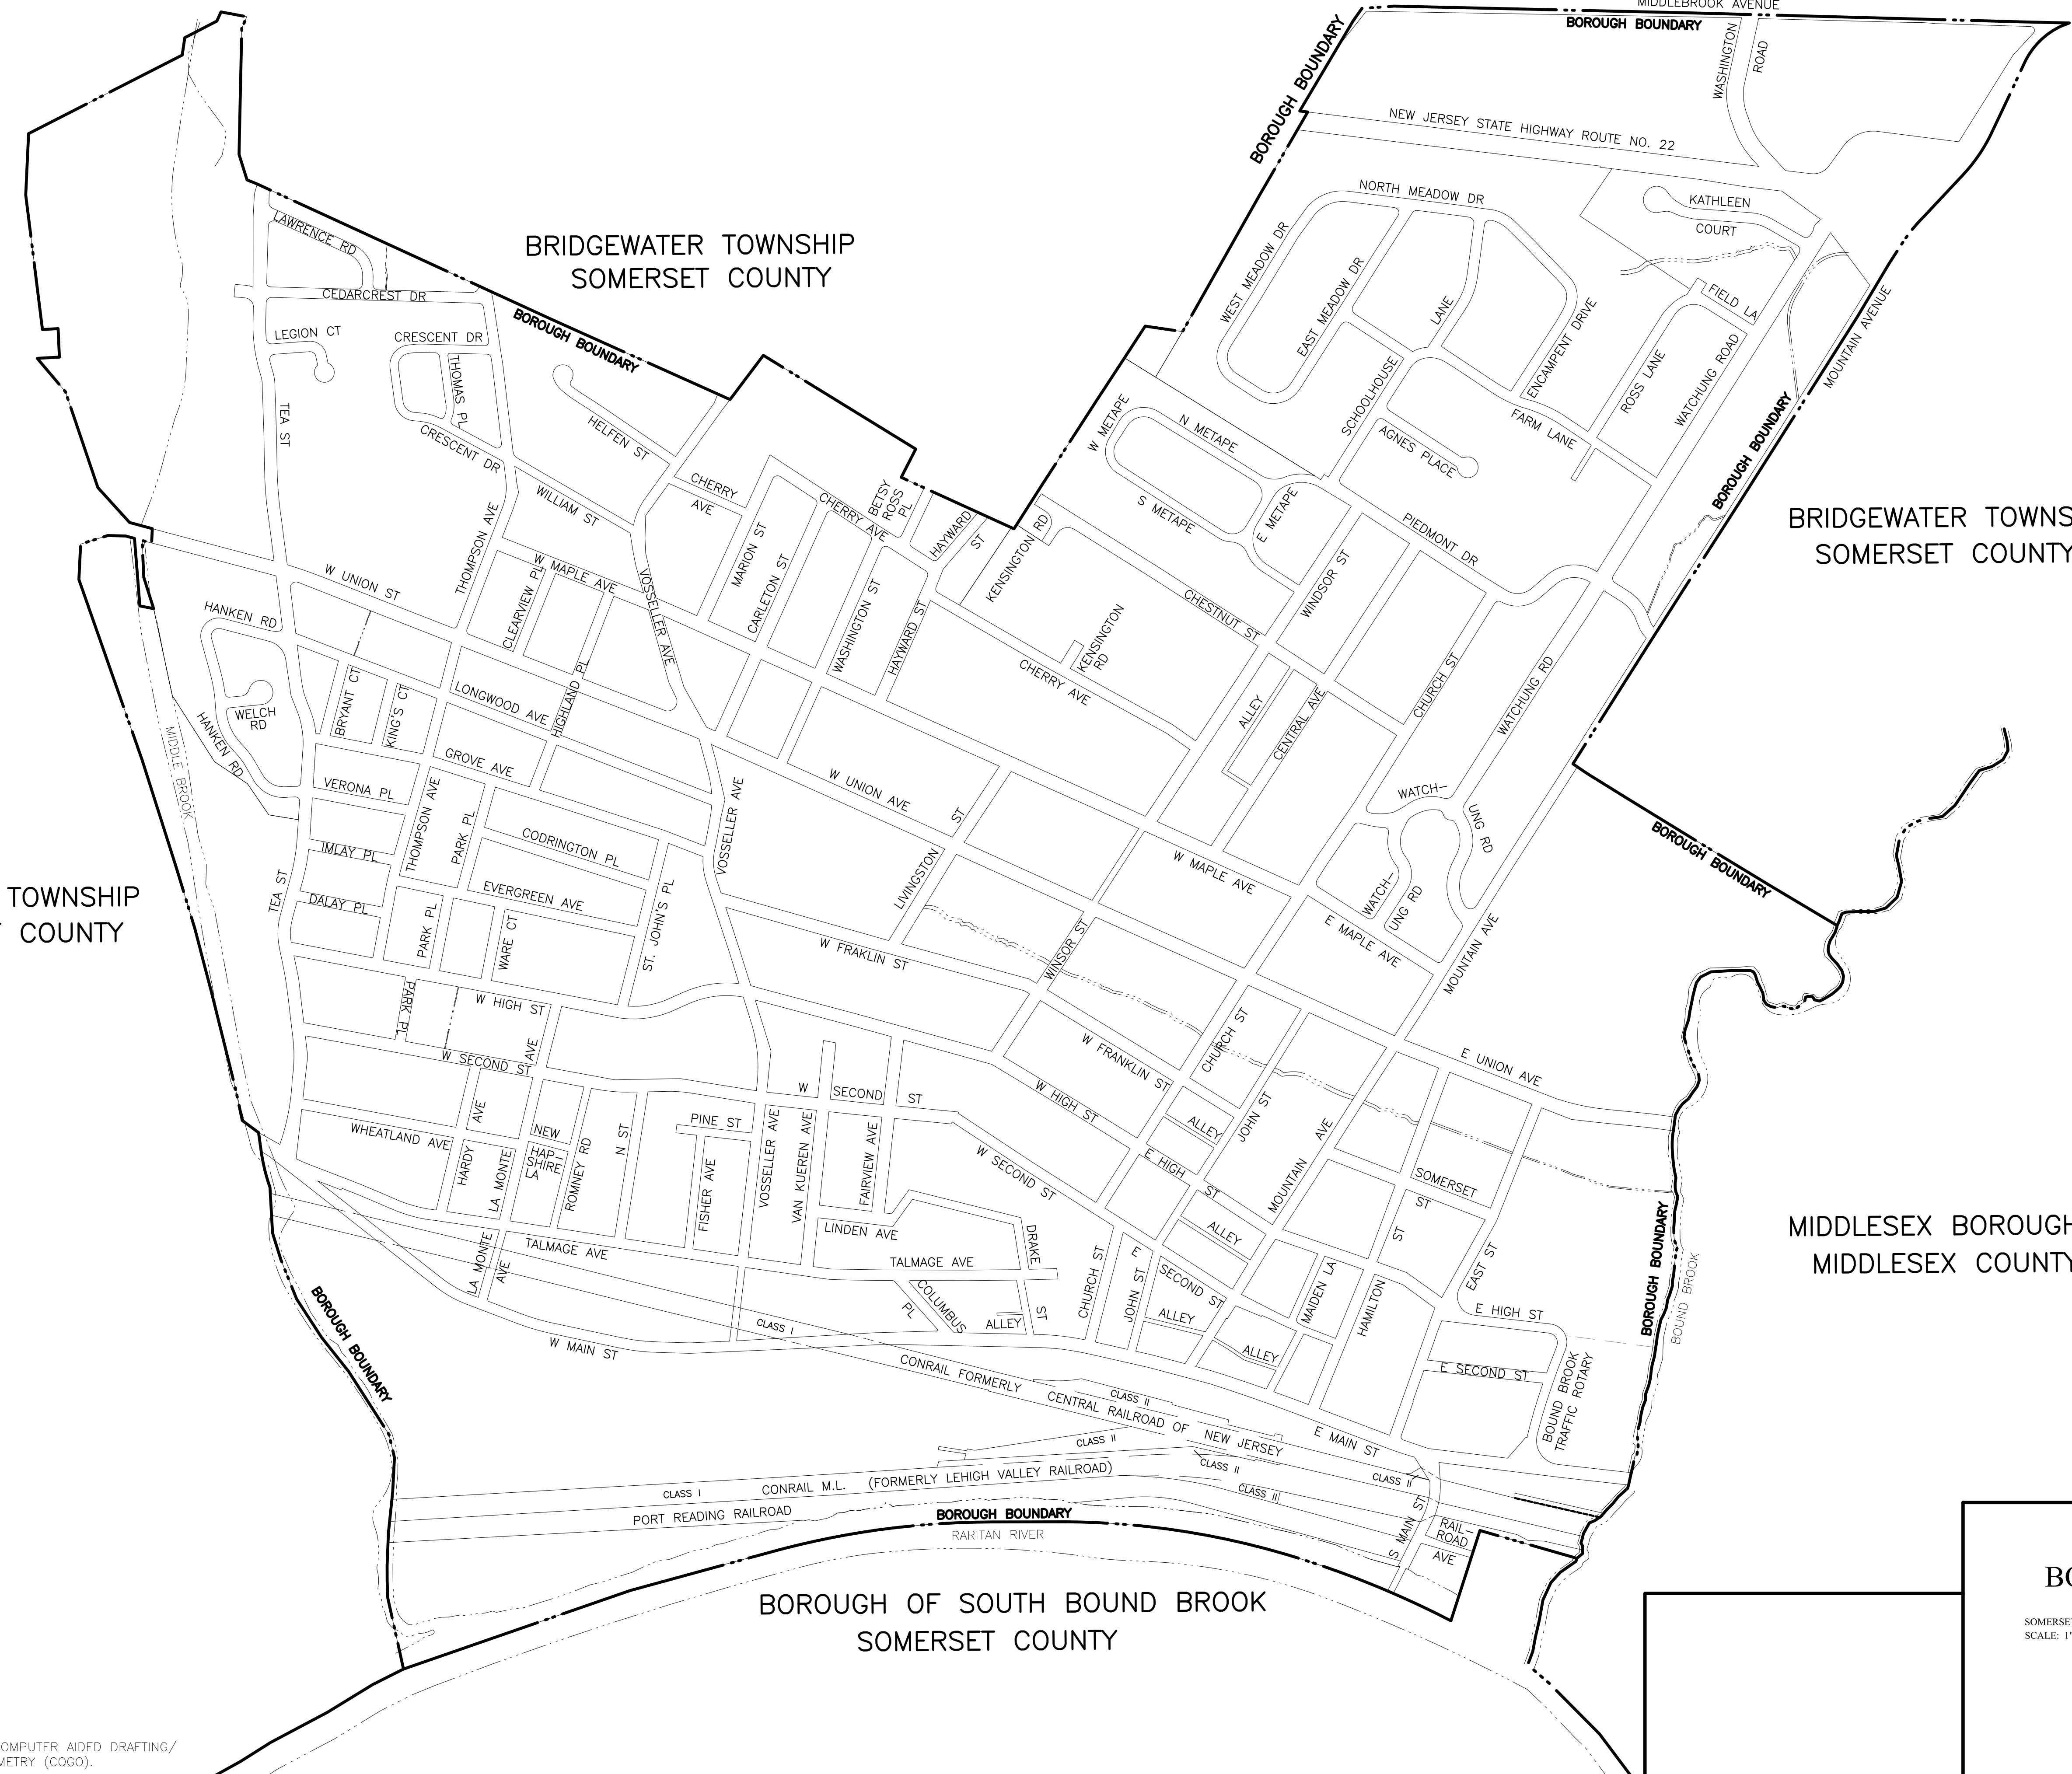 MIDDLEBROOK AVENUE
BOROUGH BOUNDARY
BOROUGH BOUNDARY
WASHINGTON
ROAD
NEW JERSEY STATE HIGHWAY ROUTE NO. 22
NORTH MEADOW DR
KATHLEEN
COURT
LAWRENCE RD
BRIDGEWATER TOWNSHIP
SOMERSET COUNTY
WEST MEADOW DR
EAST MEADOW DR
LANE
ENCAMPENT DRIVE
FIELD LA
MOUNTAIN AVENUE
CEDARCREST DR
LEGION CT
CRESCENT DR
BOROUGH BOUNDARY
THOMAS PL
SCHOOLHOUSE
ROSS LANE
WATCHUNG ROAD
TEA ST
HELFEN ST
CRESCENT DR
W METAPE
N METAPE
AGNES PLACE
FARM LANE
BOROUGH BOUNDARY
WILLIAM ST
CHERRY
AVE
CHERRY AVE
BETSY
ROSS
PL
HAYWARD
ST
S METAPE
E METAPE
PIEDMONT DR
BRIDGEWATER TOWNS
SOMERSET COUNTY
THOMPSON AVE
MARION ST
CARLETON ST
KENSINGTON RD
W UNION ST
W MAPLE AVE
CLEARVIEW PL
VOSSELLER AVE
WASHINGTON ST
HAYWARD ST
CHESTNUT ST
WINDSOR ST
HANKEN RD
KENSINGTON
RD
CHERRY AVE
CHURCH ST
WATCHUNG RD
BRYANT CT
KING'S CT
LONGWOOD AVE
HIGHLAND PL
WELCH
RD
HANKEN RD
MIDDLE BROOK
ALLEY
CENTRAL AVE
GROVE AVE
VERONA PL
W UNION AVE
ST
WATCH-
UNG RD
THOMPSON AVE
PARK PL
CODRINGTON PL
VOSSELLER AVE
IMLAY PL
W MAPLE AVE
BOROUGH BOUNDARY
LIVINGSTON
WATCH-
UNG RD
TOWNSHIP
COUNTY
TEA ST
DALAY PL
EVERGREEN AVE
PARK PL
WARE CT
ST. JOHN'S PL
W FRAKLIN ST
WINSOR ST
E MAPLE AVE
MOUNTAIN AVE
PARK PL
W HIGH ST
W SECOND ST
AVE
W FRANKLIN ST
CHURCH ST
E UNION AVE
W
SECOND
ST
W HIGH ST
AVE
WHEATLAND AVE
NEW
HAP-
SHIRE
LA
PINE ST
ALLEY
JOHN ST
AVE
HARDY
LA MONTE
ROMNEY RD
N ST
FISHER AVE
VOSSELLER AVE
VAN KUEREN AVE
FAIRVIEW AVE
W SECOND ST
E HIGH
ST
MOUNTAIN
SOMERSET
ST
LINDEN AVE
ALLEY
ST
BOROUGH BOUNDARY
BOUND BROOK
MIDDLESEX BOROUGH
MIDDLESEX COUNTY
TALMAGE AVE
LA MONTE
AVE
TALMAGE AVE
DRAKE
ST
CHURCH ST
E
SECOND ST
JOHN ST
EAST ST
MAIDEN LA
HAMILTON
COLUMBUS
PL
ALLEY
ALLEY
ALLEY
E HIGH ST
CLASS I
W MAIN ST
BOROUGH BOUNDARY
E SECOND ST
BOUND BROOK
TRAFFIC ROTARY
CONRAIL FORMERLY CENTRAL RAILROAD OF NEW JERSEY
CLASS II
CLASS II
E MAIN ST
CLASS II
CLASS II
CLASS II
CLASS I
CONRAIL M.L. (FORMERLY LEHIGH VALLEY RAILROAD)
PORT READING RAILROAD
BOROUGH BOUNDARY
RARITAN RIVER
S MAIN ST
RAIL-
ROAD
AVE
BOROUGH OF SOUTH BOUND BROOK
SOMERSET COUNTY
BO
SOMERSET
SCALE: 1"
OMPUTER AIDED DRAFTING/
METRY (COGO).